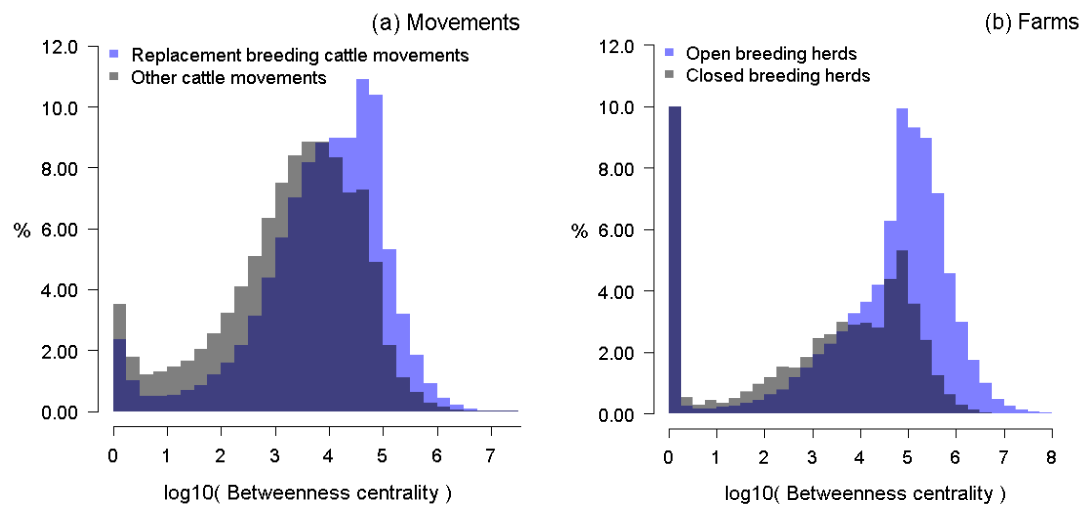 (a) Movements
Replacement breeding cattle movements
Other cattle movements
12.0
10.0
8.00
6.00
4.00
2.00
0.00
%
0 1 2 3 4 5 6 7
log10( Betweenness centrality )
(b) Farms
Open breeding herds
Closed breeding herds
12.0
10.0
8.00
6.00
4.00
2.00
0.00
%
0 1 2 3 4 5 6 7 8
log10( Betweenness centrality )